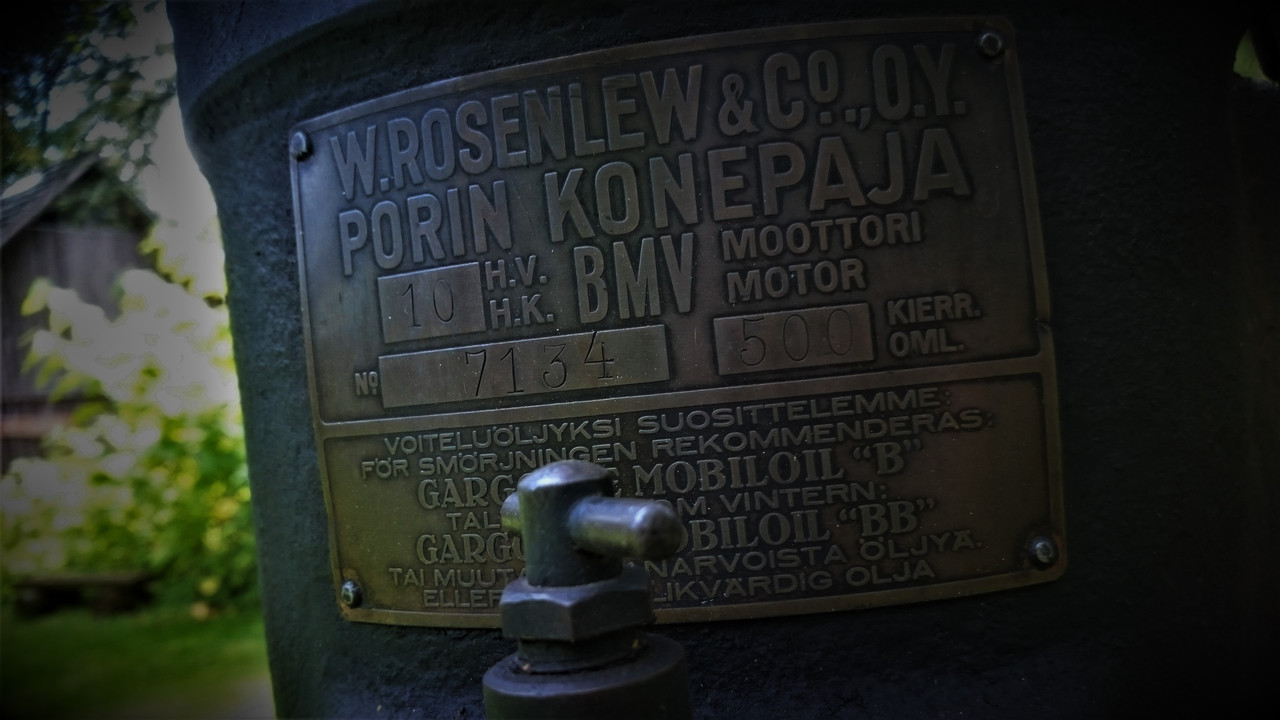 W. ROSENLEW & Cº., O.Y.
PORIN KONEPAJA
10 H.V. H.K. BMV MOOTTORI MOTOR
Nº 7134 500 KIERR. OML.
VOITELUÖLJYKSI SUOSITTELEMME:
FÖR SMÖRJNINGEN REKOMMENDERAS:
MOBILOIL "B"
VINTERN:
"BB"
ÖLJYÄ.
ELLER OLJA